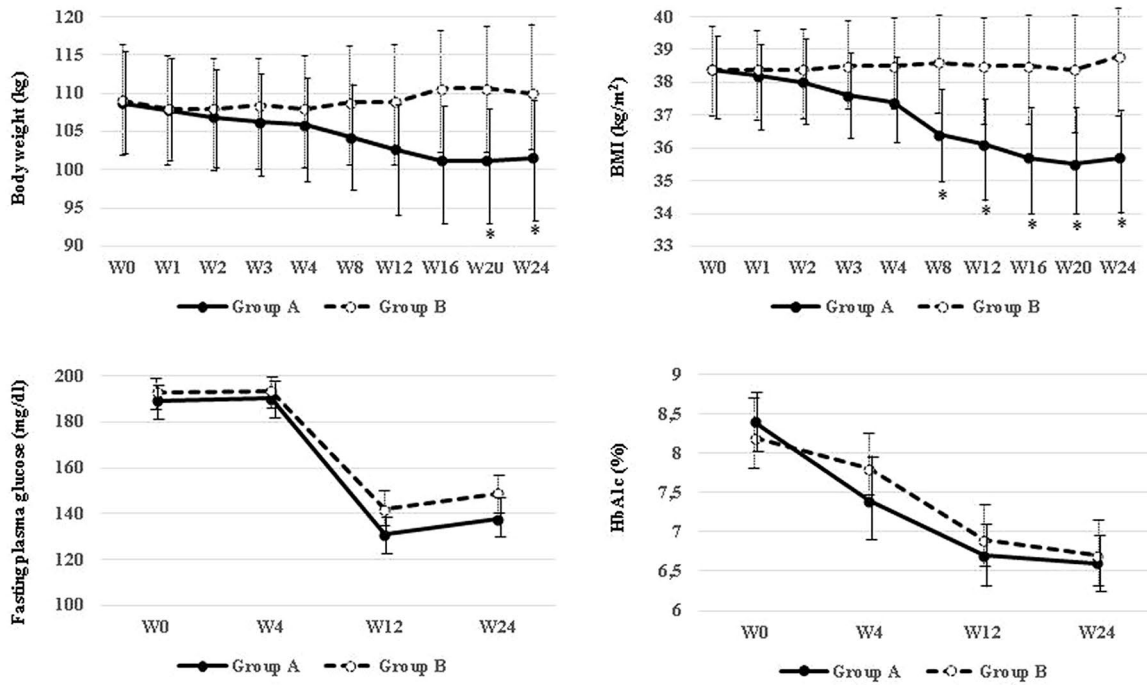 Body weight (kg)
120
115
110
105
100
95
90
*
*
W0 W1 W2 W3 W4 W8 W12 W16 W20 W24
Group A Group B
BMI (kg/m²)
40
39
38
37
36
35
34
33
*
*
*
*
*
W0 W1 W2 W3 W4 W8 W12 W16 W20 W24
Group A Group B
Fasting plasma glucose (mg/dl)
200
180
160
140
120
100
W0 W4 W12 W24
Group A Group B
HbA1c (%)
9
8,5
8
7,5
7
6,5
6
W0 W4 W12 W24
Group A Group B